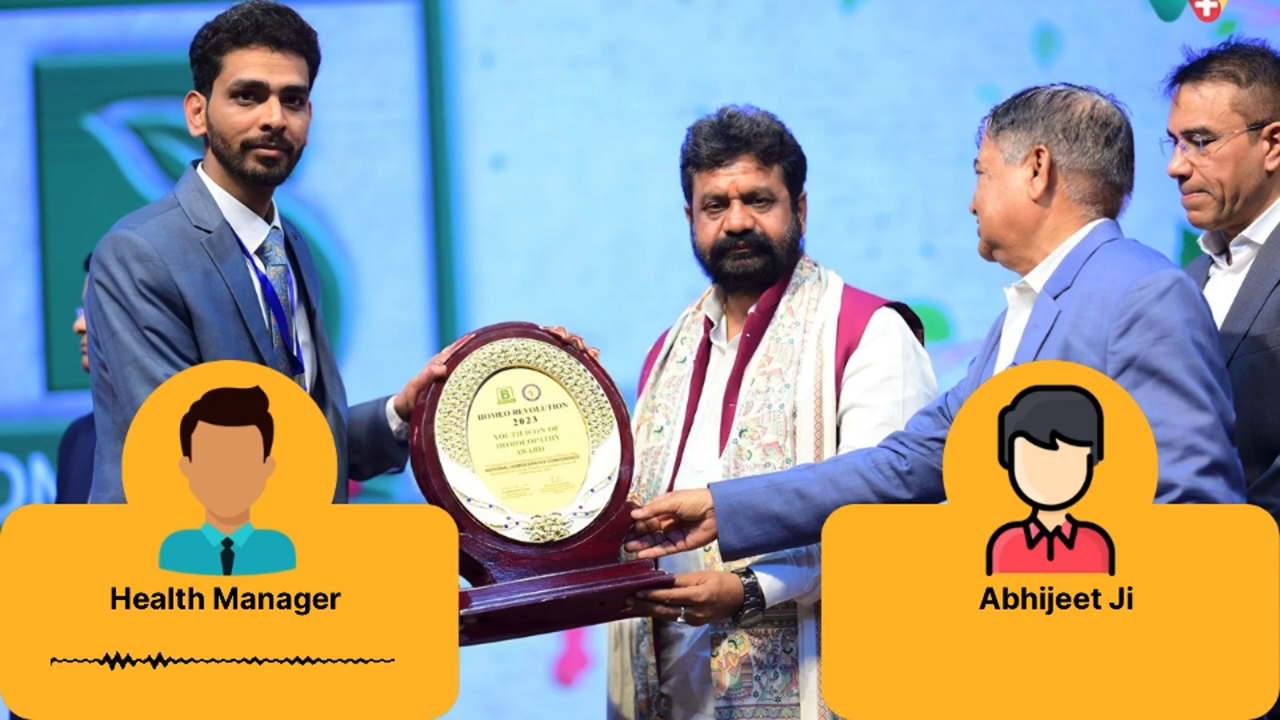 HOMEO REVOLUTION
2023
YOUTH ICON OF
HOMOEOPATHY
AWARD
NATIONAL HOMOEOPATHY CONFERENCE
Health Manager
Abhijeet Ji